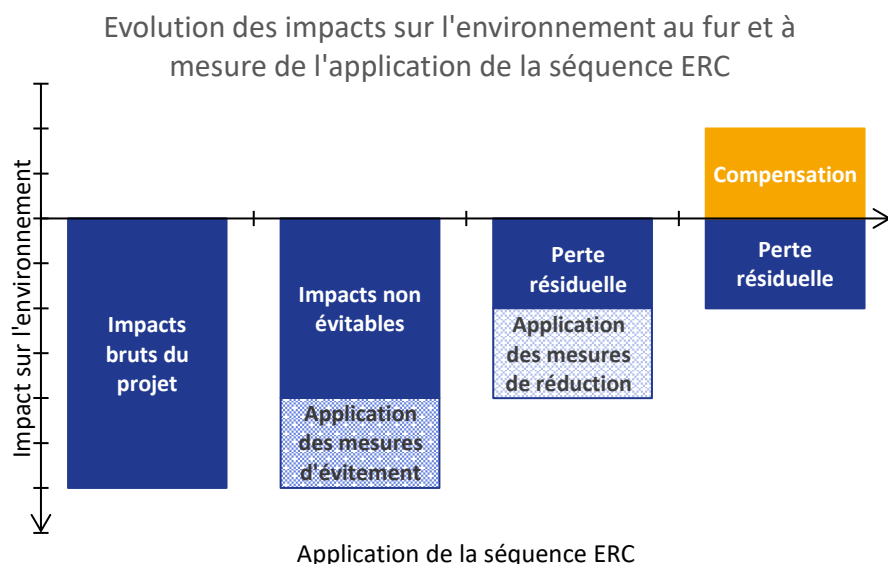 Evolution des impacts sur l'environnement au fur et à
mesure de l'application de la séquence ERC
Impact sur l'environnement
Impacts
bruts du
projet
Impacts non
évitables
Application
des mesures
d'évitement
Perte
résiduelle
Application
des mesures
de réduction
Compensation
Perte
résiduelle
Application de la séquence ERC